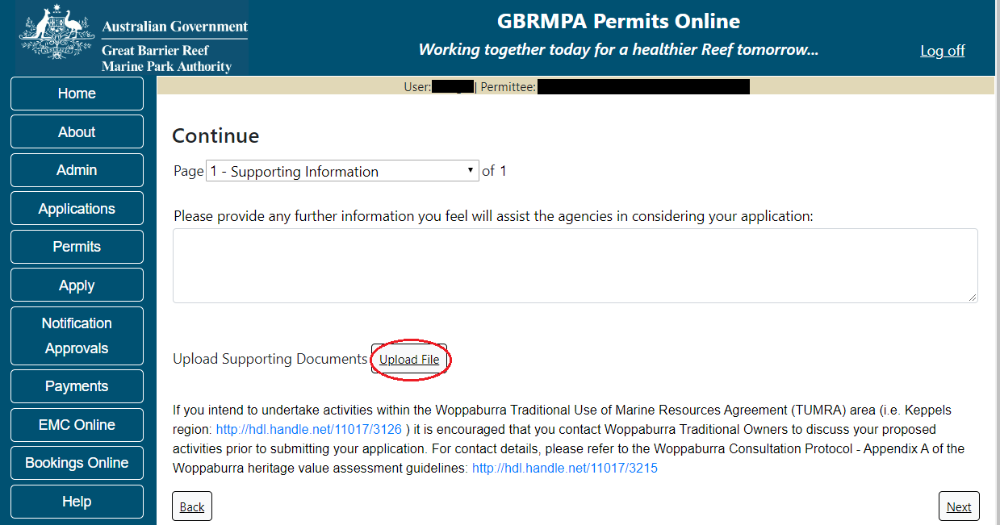 Australian Government
Great Barrier Reef
Marine Park Authority
GBRMPA Permits Online
Working together today for a healthier Reef tomorrow...
Log off
User: | Permittee:
Home
About
Admin
Applications
Permits
Apply
Notification
Approvals
Payments
EMC Online
Bookings Online
Help
Continue
Page 1 - Supporting Information of 1
Please provide any further information you feel will assist the agencies in considering your application:
Upload Supporting Documents Upload File
If you intend to undertake activities within the Woppaburra Traditional Use of Marine Resources Agreement (TUMRA) area (i.e. Keppels
region: http://hdl.handle.net/11017/3126 ) it is encouraged that you contact Woppaburra Traditional Owners to discuss your proposed
activities prior to submitting your application. For contact details, please refer to the Woppaburra Consultation Protocol - Appendix A of the
Woppaburra heritage value assessment guidelines: http://hdl.handle.net/11017/3215
Back
Next